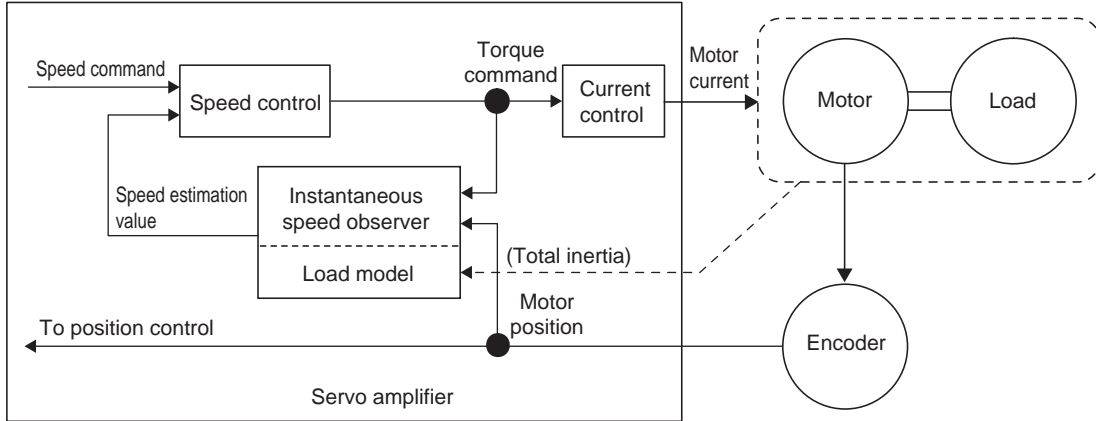 Speed command
Speed control
Torque
command
Current
control
Motor
current
Motor
Load
Speed estimation
value
Instantaneous
speed observer
Load model
(Total inertia)
Motor
position
To position control
Encoder
Servo amplifier